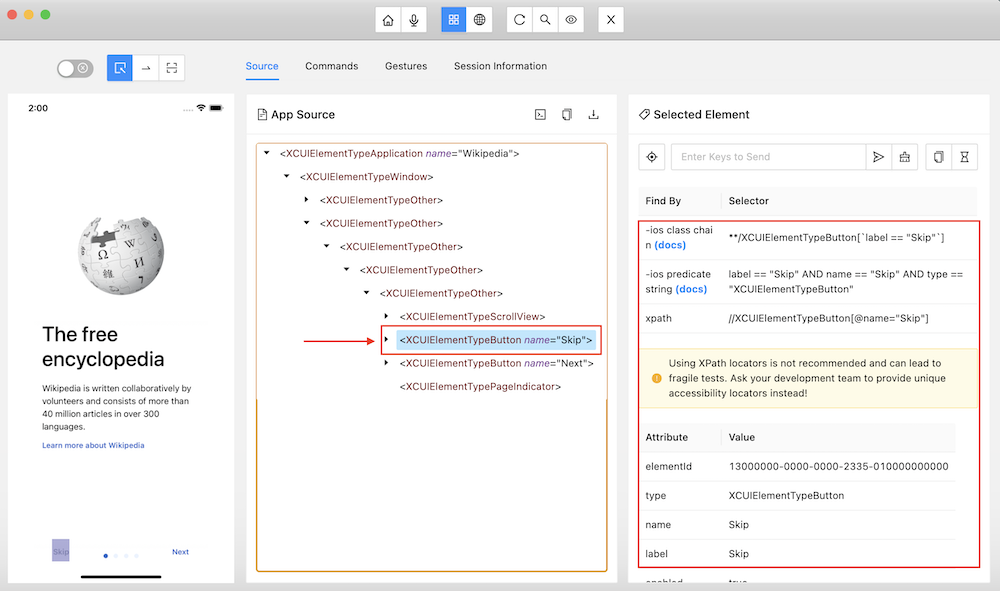 Source
Commands
Gestures
Session Information
2:00
The free
encyclopedia
Wikipedia is written collaboratively by
volunteers and consists of more than
40 million articles in over 300
languages.
Learn more about Wikipedia
Skip
Next
App Source
<XCUIElementTypeApplication name="Wikipedia">
<XCUIElementTypeWindow>
<XCUIElementTypeOther>
<XCUIElementTypeOther>
<XCUIElementTypeOther>
<XCUIElementTypeOther>
<XCUIElementTypeOther>
<XCUIElementTypeScrollView>
<XCUIElementTypeButton name="Skip">
<XCUIElementTypeButton name="Next">
<XCUIElementTypePageIndicator>
Selected Element
Enter Keys to Send
Find By Selector
-ios class chai
n (docs)
**/XCUIElementTypeButton[`label == "Skip"`]
-ios predicate
string (docs)
label == "Skip" AND name == "Skip" AND type ==
"XCUIElementTypeButton"
xpath //XCUIElementTypeButton[@name="Skip"]
Using XPath locators is not recommended and can lead to
fragile tests. Ask your development team to provide unique
accessibility locators instead!
Attribute Value
elementId 13000000-0000-0000-2335-010000000000
type XCUIElementTypeButton
name Skip
label Skip
enabled true